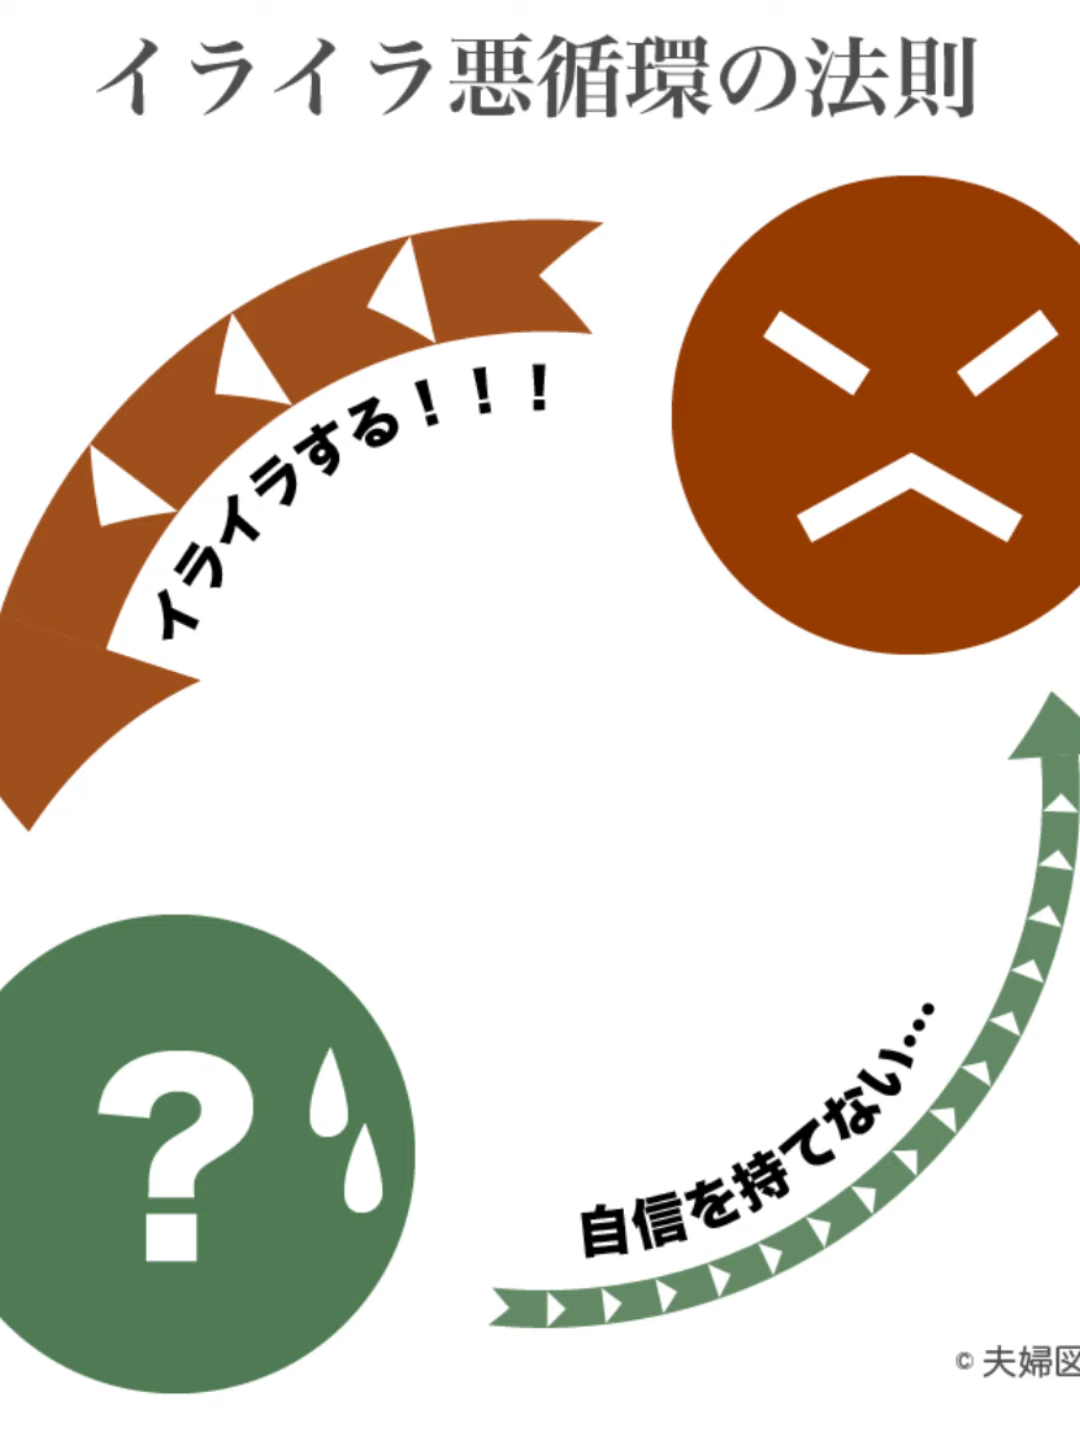 イライラ悪循環の法則
イライラする！！！
自信を持てない…
© 夫婦図